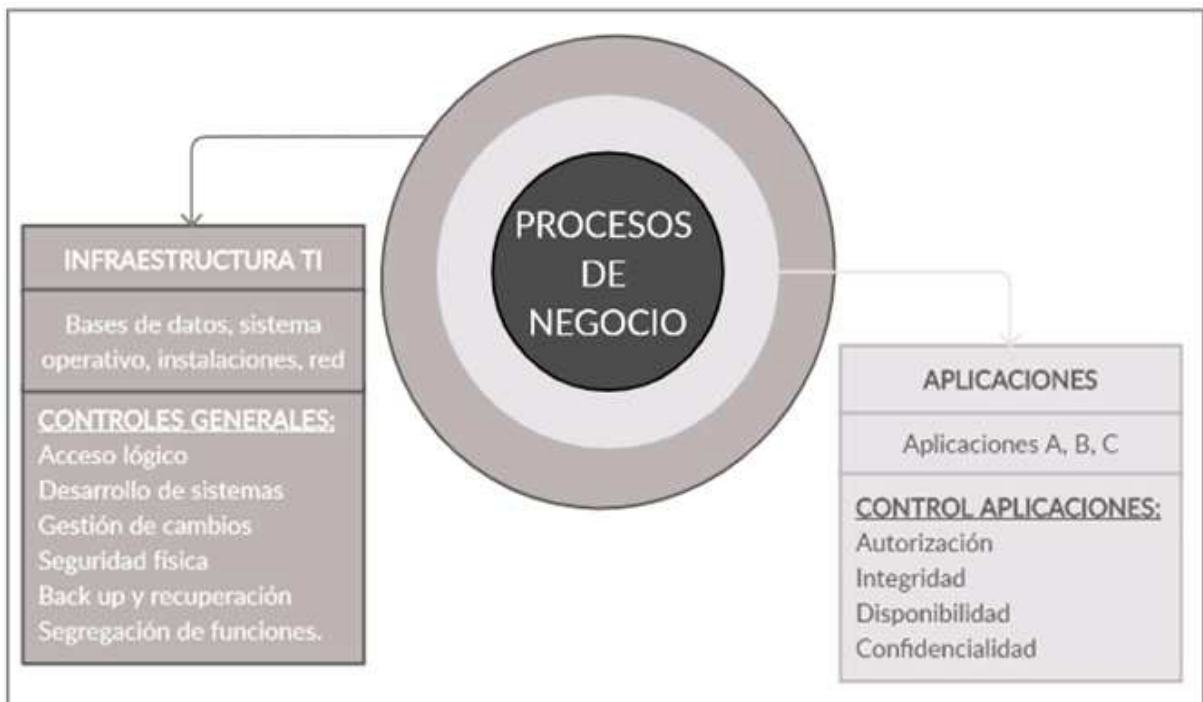 PROCESOS
DE
NEGOCIO
INFRAESTRUCTURA TI
Bases de datos, sistema
operativo, instalaciones, red
CONTROLES GENERALES:
Acceso lógico
Desarrollo de sistemas
Gestión de cambios
Seguridad física
Back up y recuperación
Segregación de funciones.
APLICACIONES
Aplicaciones A, B, C
CONTROL APLICACIONES:
Autorización
Integridad
Disponibilidad
Confidencialidad